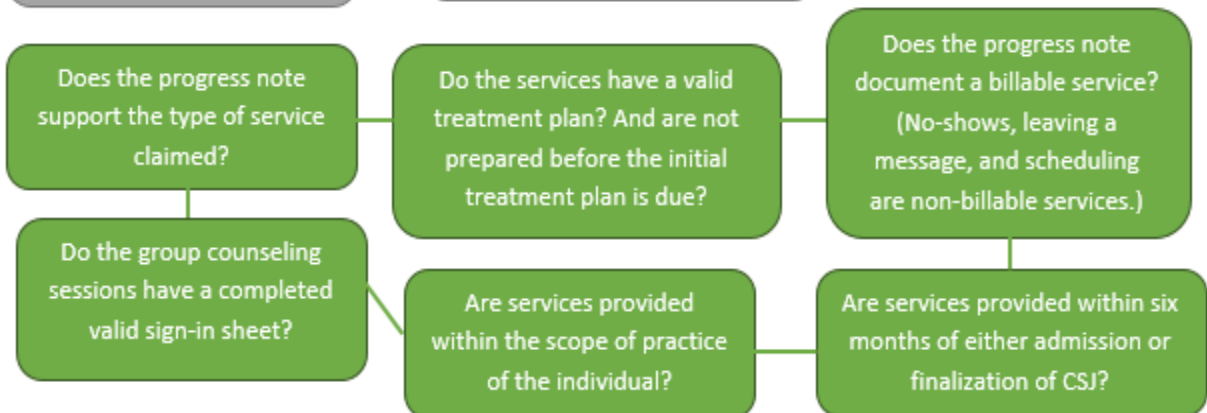 Does the progress note
support the type of service
claimed?
Do the services have a valid
treatment plan? And are not
prepared before the initial
treatment plan is due?
Does the progress note
document a billable service?
(No-shows, leaving a
message, and scheduling
are non-billable services.)
Do the group counseling
sessions have a completed
valid sign-in sheet?
Are services provided
within the scope of practice
of the individual?
Are services provided within six
months of either admission or
finalization of CSJ?